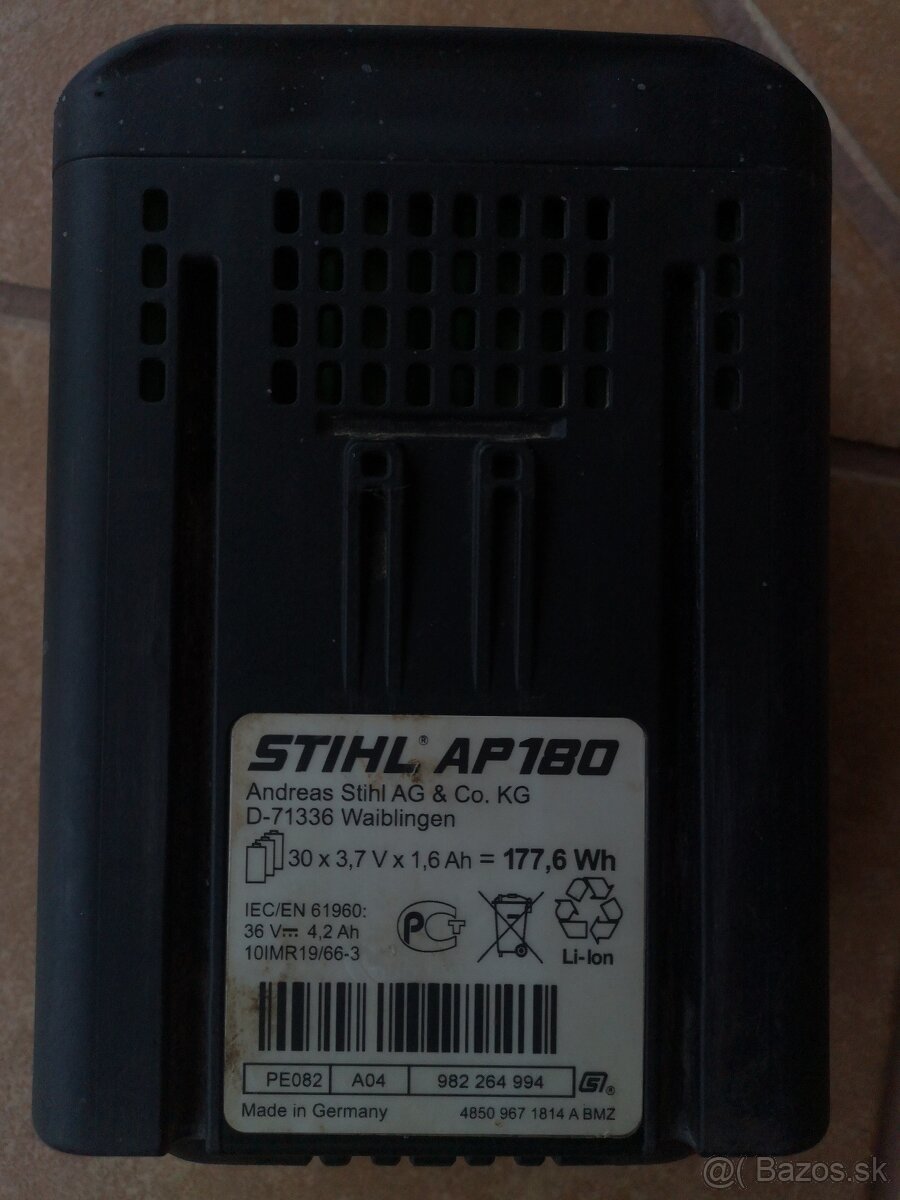 STIHL® AP180
Andreas Stihl AG & Co. KG
D-71336 Waiblingen
30 x 3,7 V x 1,6 Ah = 177,6 Wh
IEC/EN 61960:
36 V⎓ 4,2 Ah
10IMR19/66-3
PCT
Li-Ion
PE082 A04 982 264 994 S®
Made in Germany 4850 967 1814 A BMZ
@( Bazos.sk